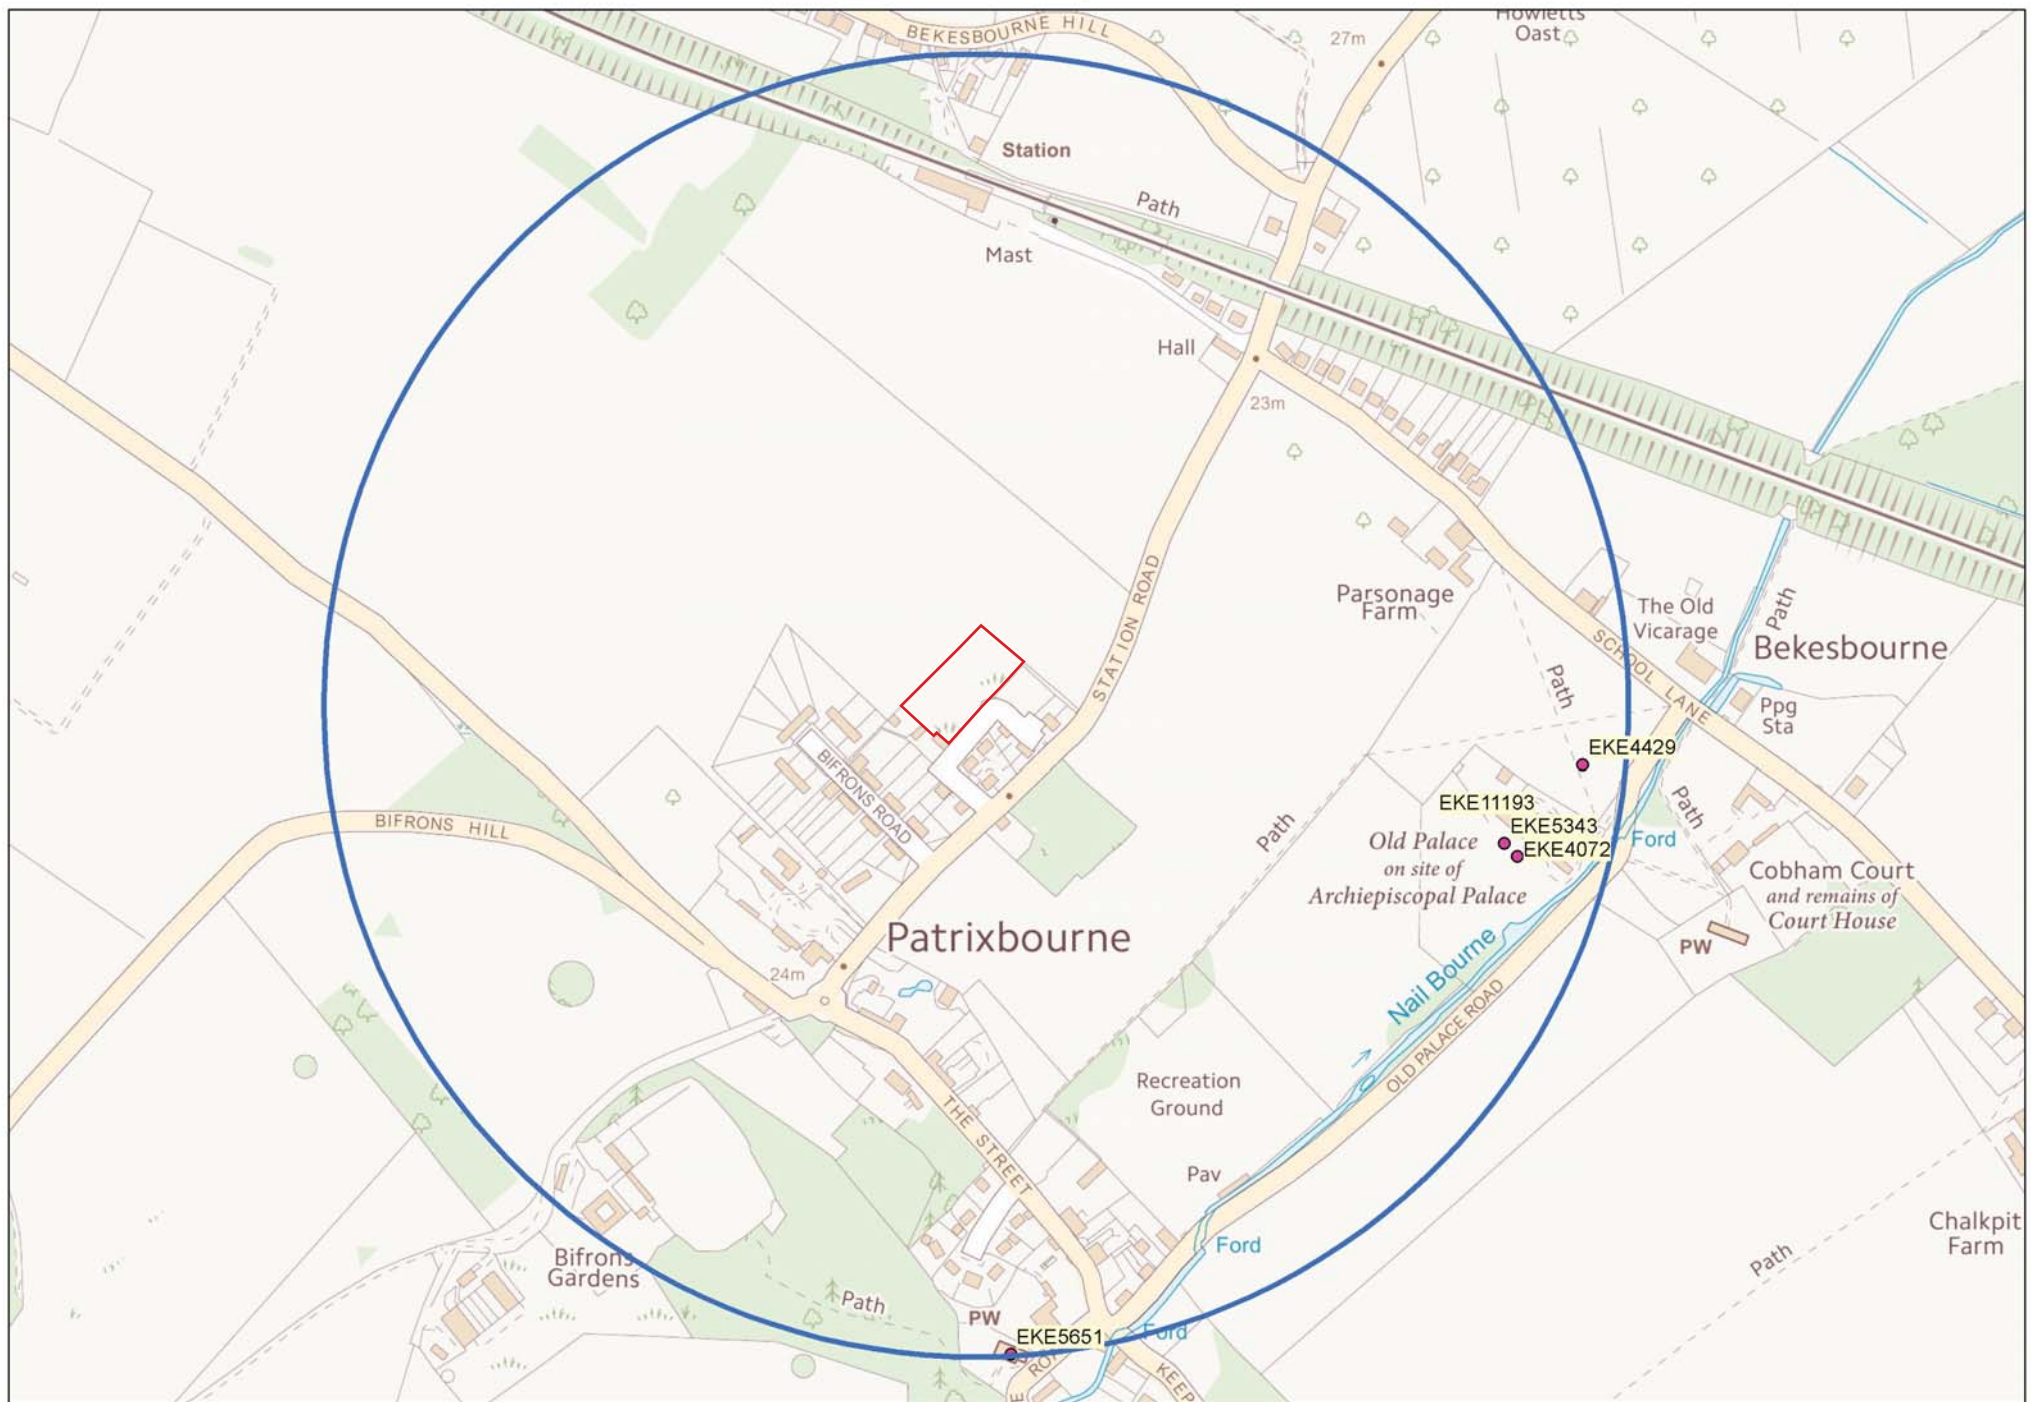 BEKESBOURNE HILL
27m
Howletts
Oast
Station
Path
Mast
Hall
23m
STATION ROAD
Parsonage
Farm
The Old
Vicarage
Path
Bekesbourne
SCHOOL LANE
Path
Ppg
Sta
EKE4429
BIFRONS ROAD
EKE11193
EKE5343
EKE4072
Path
Path
Ford
Old Palace
on site of
Archiepiscopal Palace
BIFRONS HILL
Cobham Court
and remains of
Court House
PW
Patrixbourne
24m
Nail Bourne
OLD PALACE ROAD
Recreation
Ground
THE STREET
Pav
Ford
Chalkpit
Farm
Path
Bifrons
Gardens
Path
PW
EKE5651
Ford
KEEP